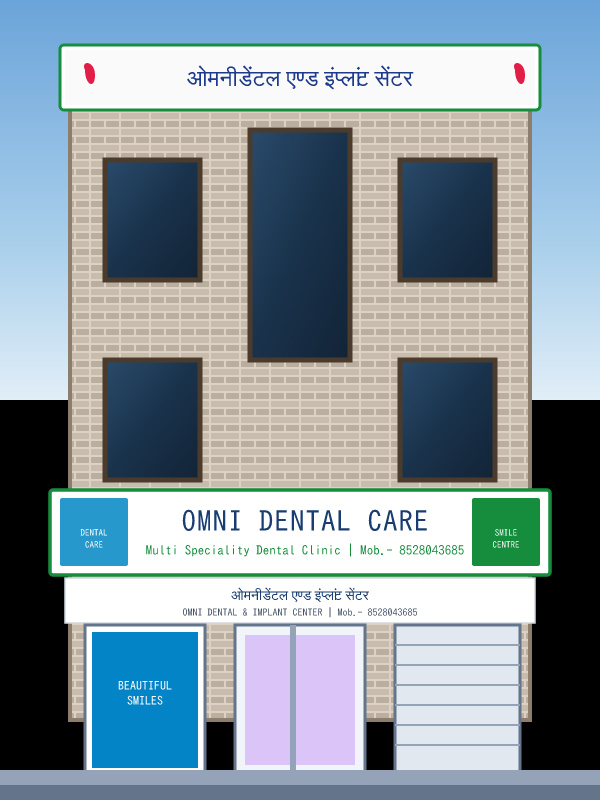 ओमनीडेंटल एण्ड इंप्लांट सेंटर
OMNI DENTAL CARE
Multi Speciality Dental Clinic | Mob.- 8528043685
DENTAL
CARE
SMILE
CENTRE
ओमनीडेंटल एण्ड इंप्लांट सेंटर
OMNI DENTAL & IMPLANT CENTER | Mob.- 8528043685
BEAUTIFUL
SMILES